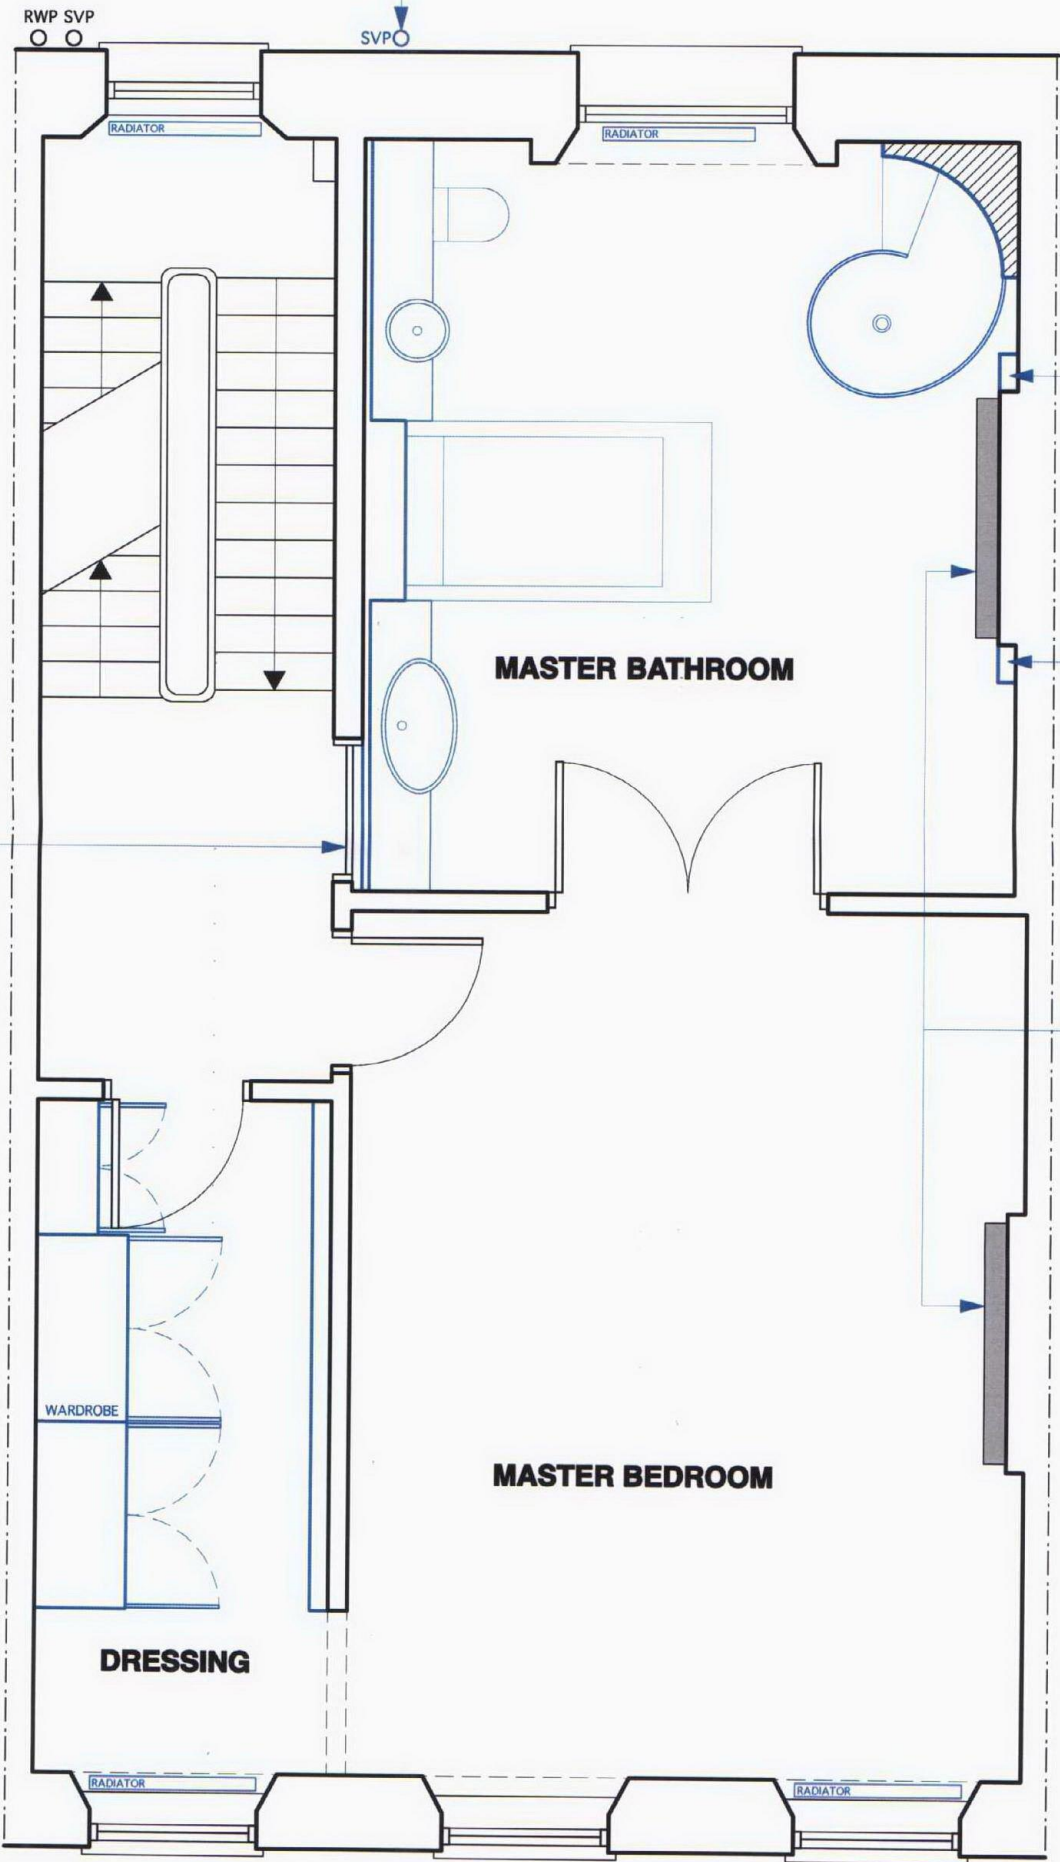 RWP SVP
SVP
RADIATOR
RADIATOR
MASTER BATHROOM
WARDROBE
MASTER BEDROOM
DRESSING
RADIATOR
RADIATOR